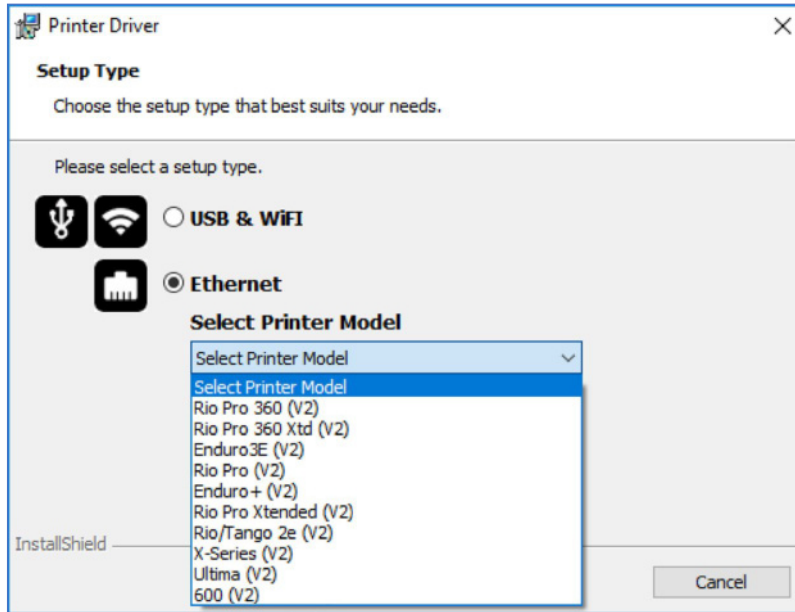 Printer Driver
Setup Type
Choose the setup type that best suits your needs.
Please select a setup type.
USB & WiFI
Ethernet
Select Printer Model
Select Printer Model
Select Printer Model
Rio Pro 360 (V2)
Rio Pro 360 Xtd (V2)
Enduro3E (V2)
Rio Pro (V2)
Enduro+ (V2)
Rio Pro Xtended (V2)
Rio/Tango 2e (V2)
X-Series (V2)
Ultima (V2)
600 (V2)
InstallShield
Cancel